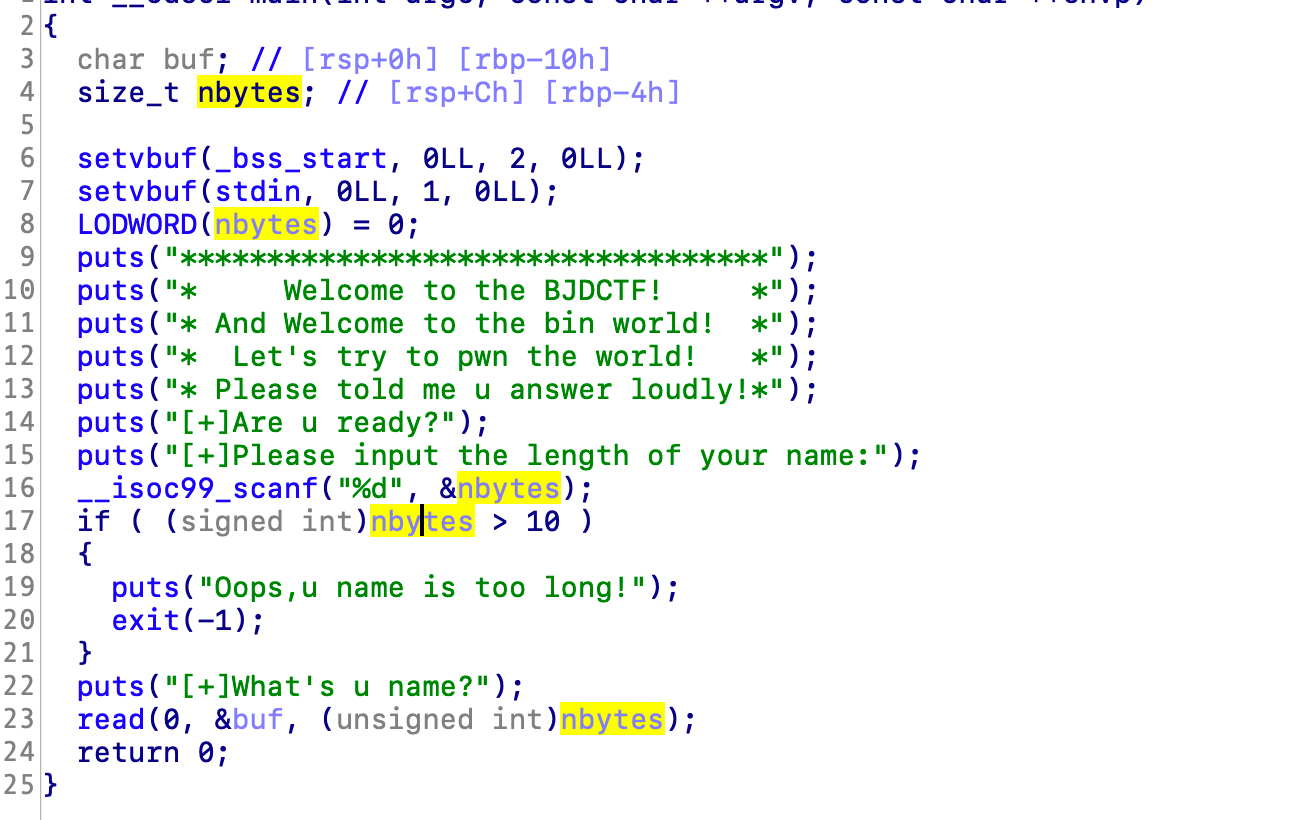 2 {
3 char buf; // [rsp+0h] [rbp-10h]
4 size_t nbytes; // [rsp+Ch] [rbp-4h]
5
6 setvbuf(_bss_start, 0LL, 2, 0LL);
7 setvbuf(stdin, 0LL, 1, 0LL);
8 LODWORD(nbytes) = 0;
9 puts("**********************************");
10 puts("*     Welcome to the BJDCTF!     *");
11 puts("* And Welcome to the bin world!  *");
12 puts("*  Let's try to pwn the world!   *");
13 puts("* Please told me u answer loudly!*");
14 puts("[+]Are u ready?");
15 puts("[+]Please input the length of your name:");
16 __isoc99_scanf("%d", &nbytes);
17 if ( (signed int)nbytes > 10 )
18 {
19 puts("Oops,u name is too long!");
20 exit(-1);
21 }
22 puts("[+]What's u name?");
23 read(0, &buf, (unsigned int)nbytes);
24 return 0;
25 }